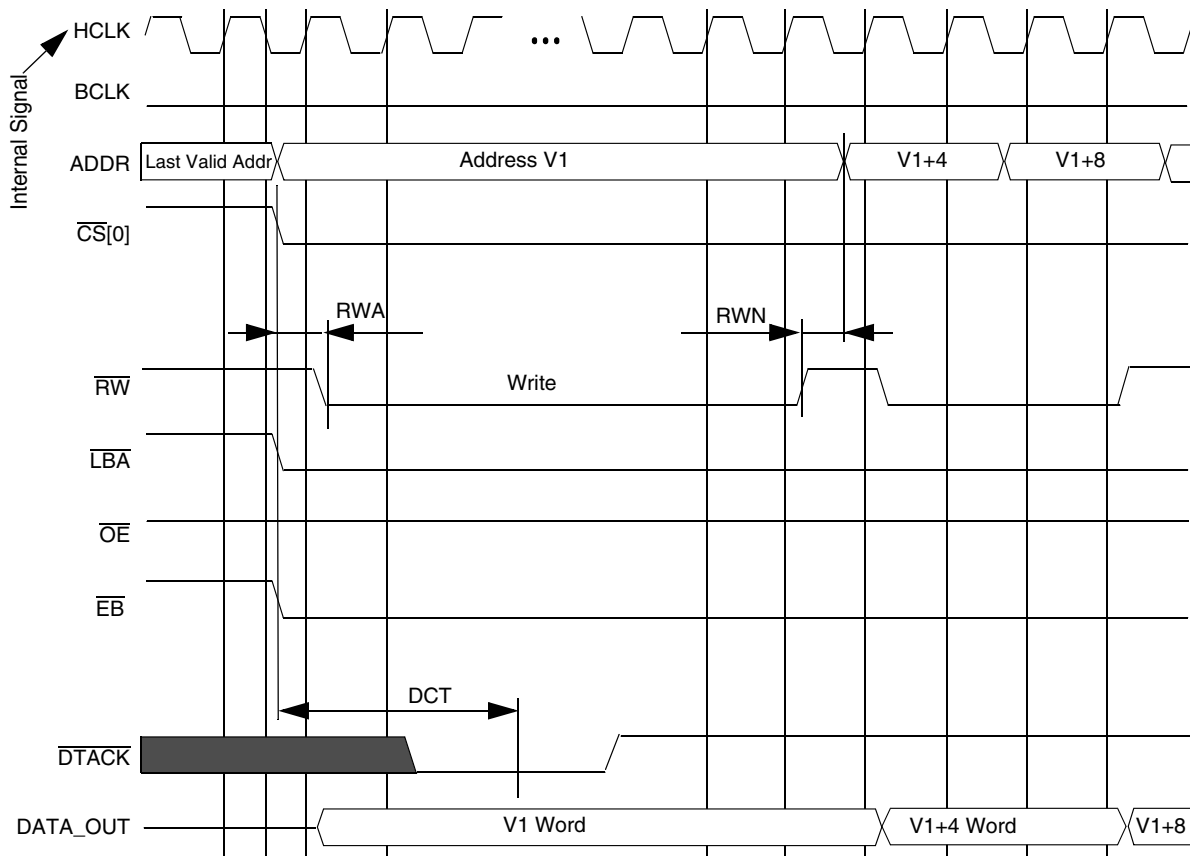 HCLK
...
Internal Signal
BCLK
ADDR Last Valid Addr Address V1 V1+4 V1+8
CS[0]
RWA RWN
RW Write
LBA
OE
EB
DCT
DTACK
DATA_OUT V1 Word V1+4 Word V1+8